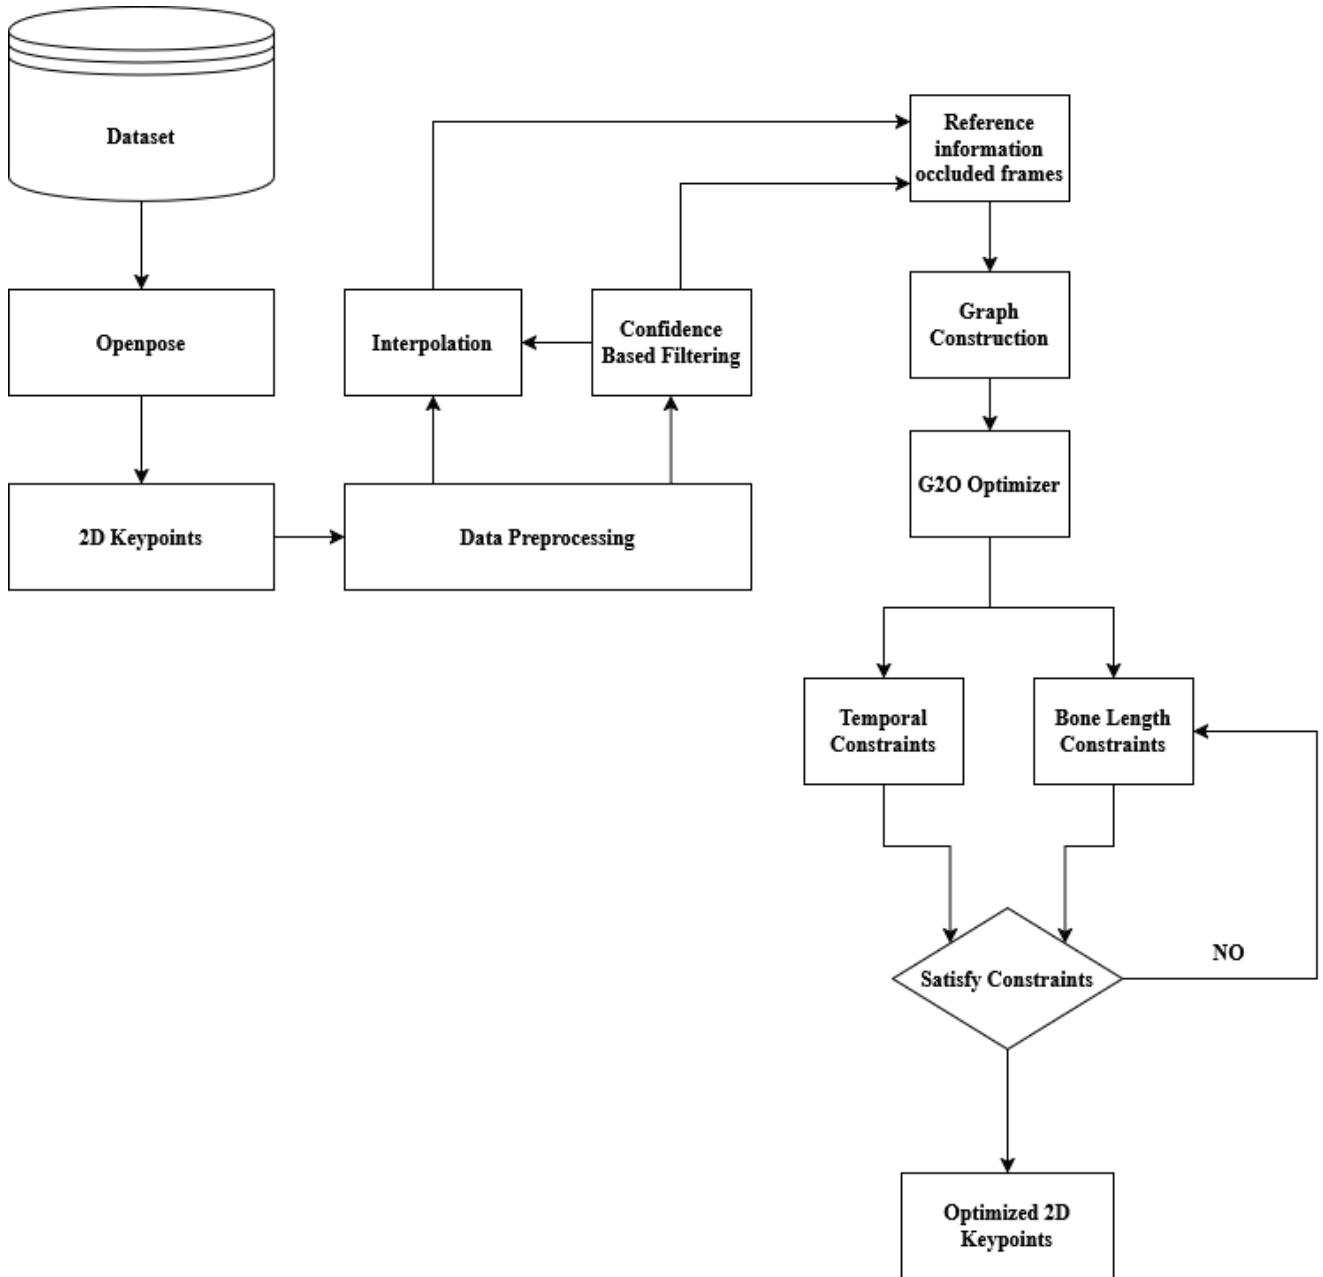 Dataset
Openpose
2D Keypoints
Data Preprocessing
Interpolation
Confidence
Based Filtering
Reference
information
occluded frames
Graph
Construction
G2O Optimizer
Temporal
Constraints
Bone Length
Constraints
Satisfy Constraints
NO
Optimized 2D
Keypoints